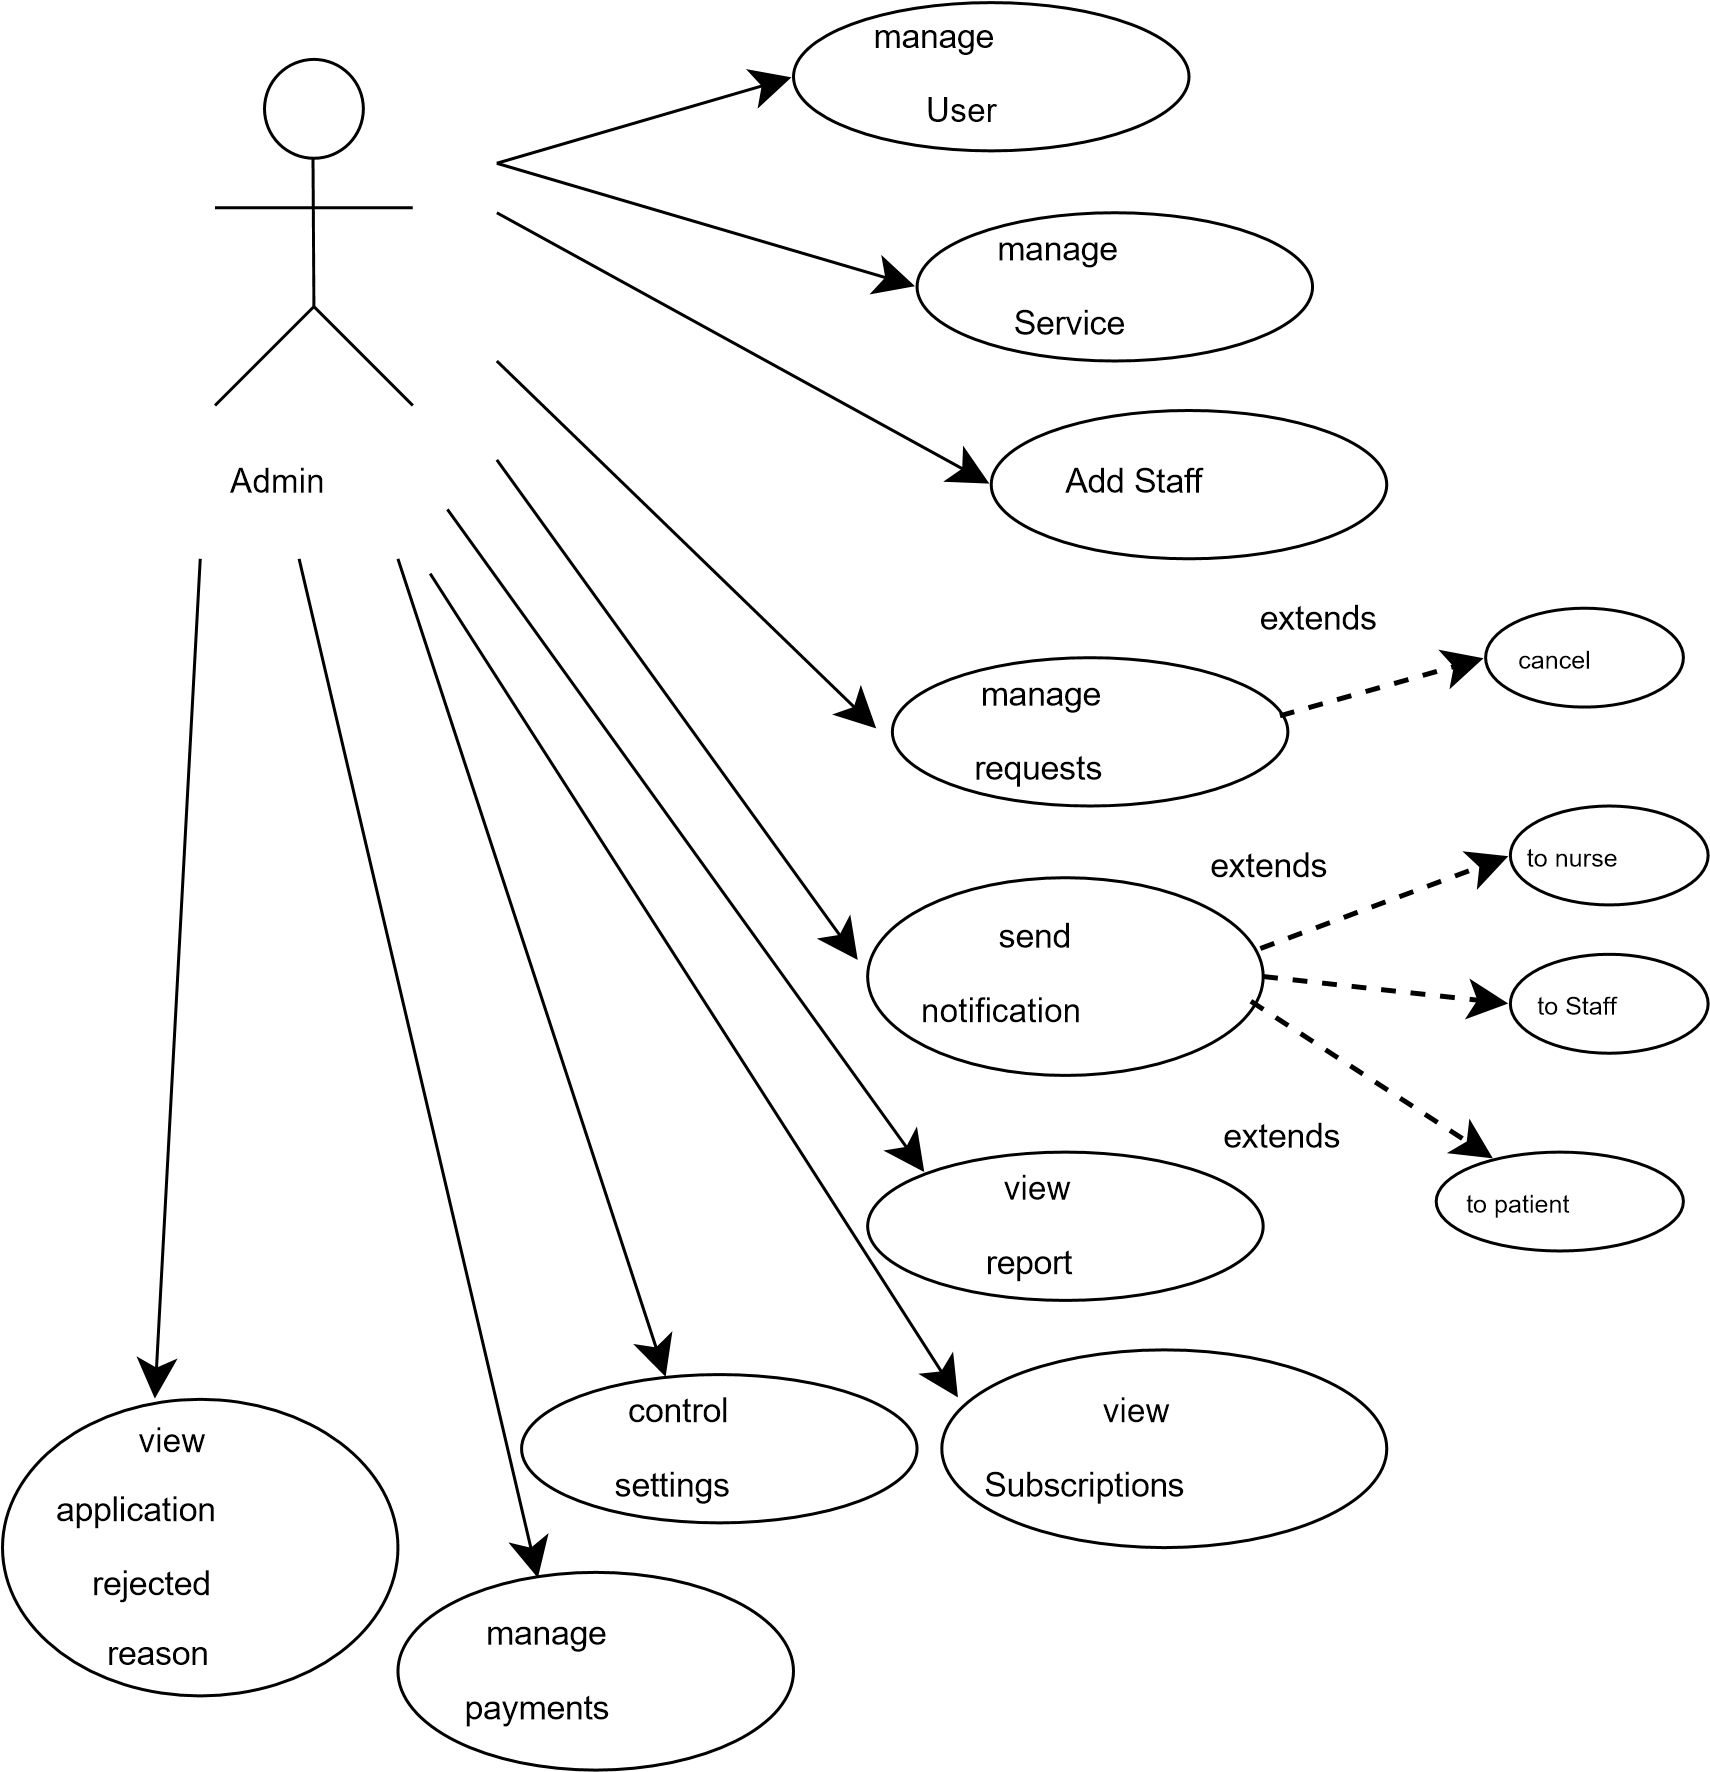 manage
User
manage
Service
Admin
Add Staff
extends
cancel
manage
requests
extends
to nurse
send
notification
to Staff
extends
view
report
to patient
control
settings
view
Subscriptions
view
application
rejected
reason
manage
payments